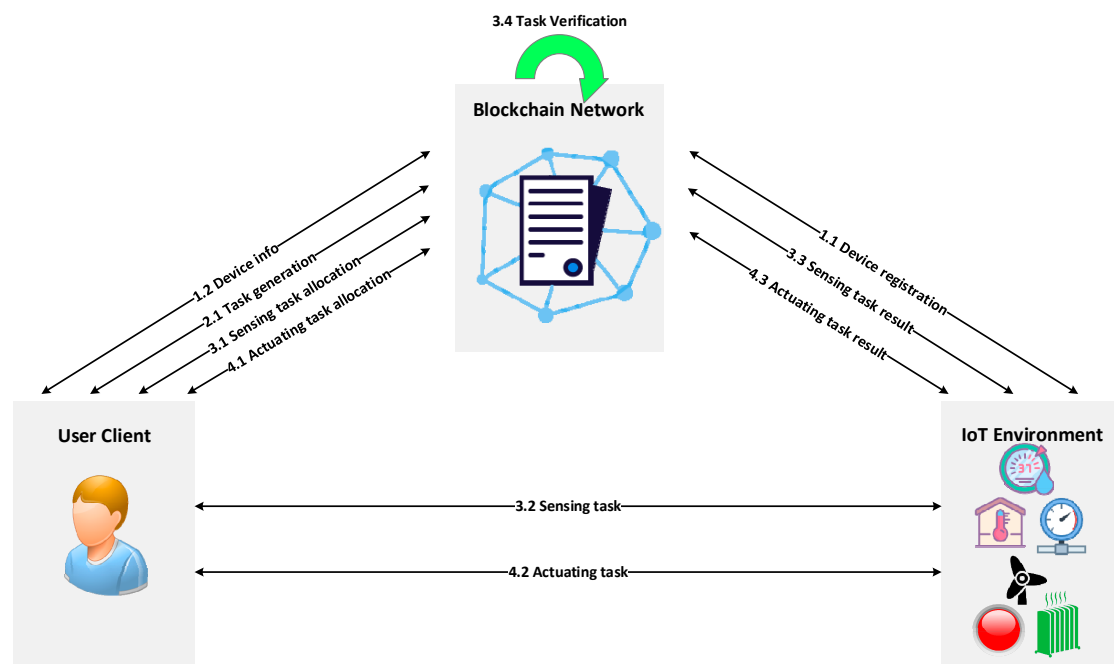 3.4 Task Verification
Blockchain Network
1.2 Device info
2.1 Task generation
3.1 Sensing task allocation
4.1 Actuating task allocation
1.1 Device registration
3.3 Sensing task result
4.3 Actuating task result
User Client
IoT Environment
37
3.2 Sensing task
4.2 Actuating task